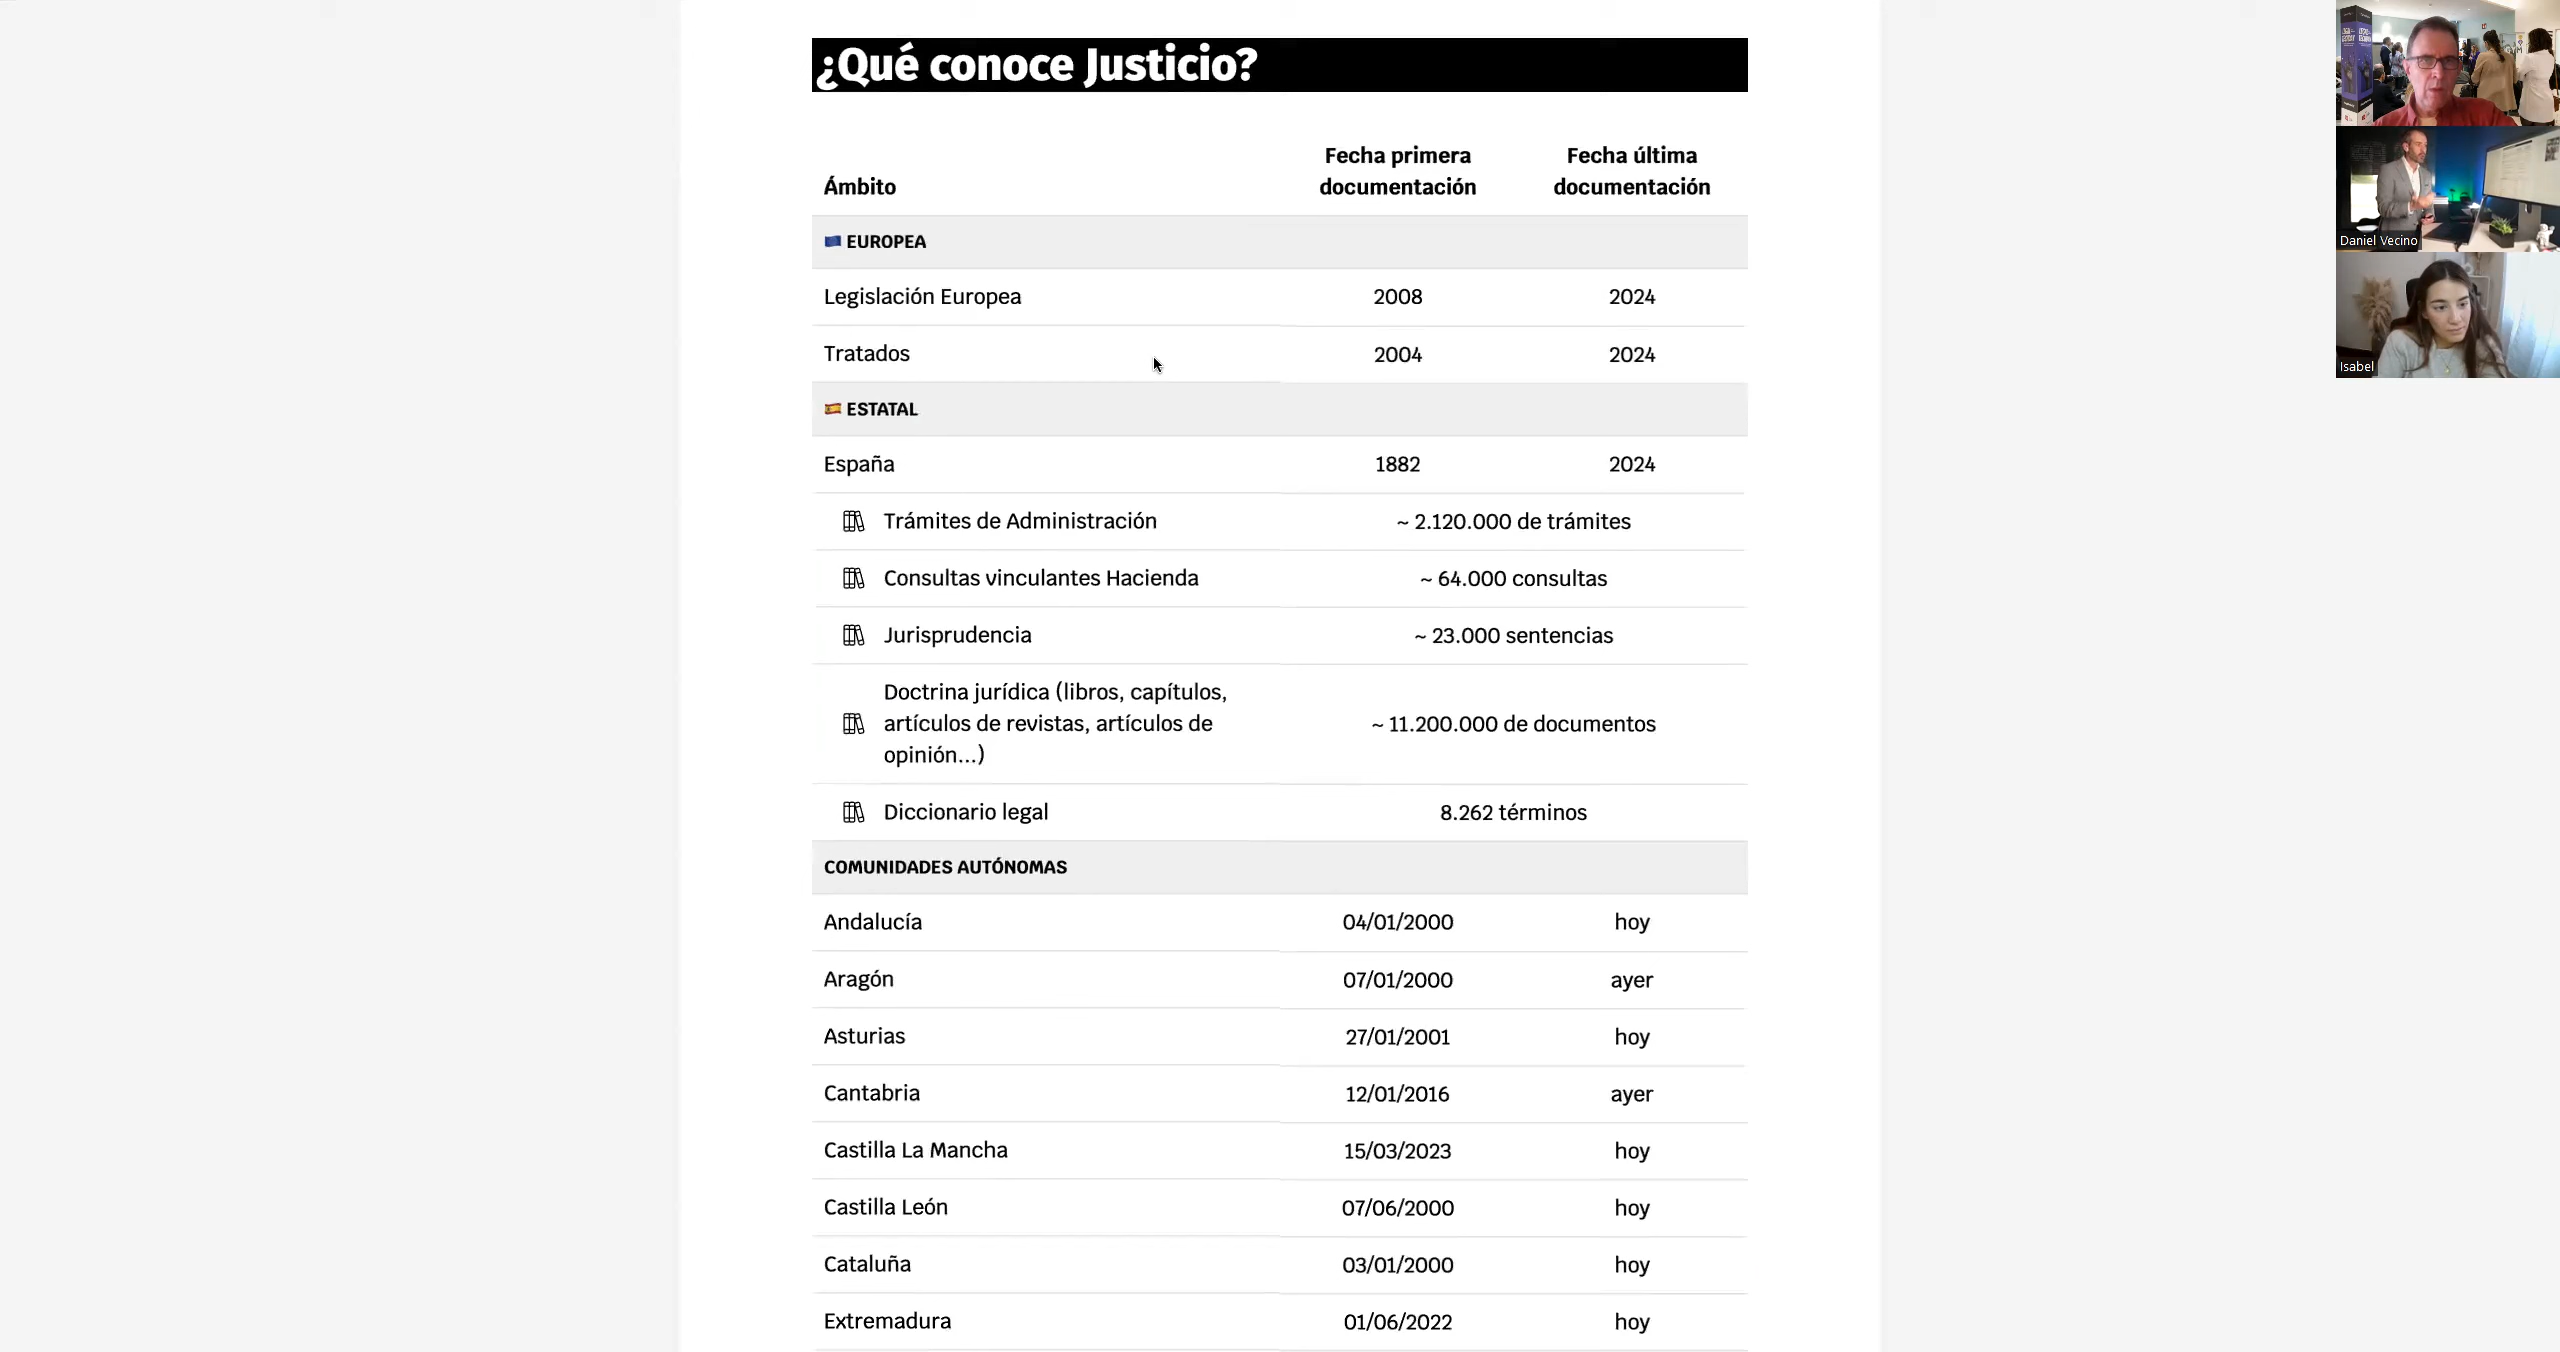 ¿Qué conoce Justicio?
Ámbito
Fecha primera
documentación
Fecha última
documentación
EUROPEA
Legislación Europea 2008 2024
Tratados 2004 2024
ESTATAL
España 1882 2024
Trámites de Administración ~ 2.120.000 de trámites
Consultas vinculantes Hacienda ~ 64.000 consultas
Jurisprudencia ~ 23.000 sentencias
Doctrina jurídica (libros, capítulos,
artículos de revistas, artículos de
opinión...)
~ 11.200.000 de documentos
Diccionario legal 8.262 términos
COMUNIDADES AUTÓNOMAS
Andalucía 04/01/2000 hoy
Aragón 07/01/2000 ayer
Asturias 27/01/2001 hoy
Cantabria 12/01/2016 ayer
Castilla La Mancha 15/03/2023 hoy
Castilla León 07/06/2000 hoy
Cataluña 03/01/2000 hoy
Extremadura 01/06/2022 hoy
Daniel Vecino
Isabel